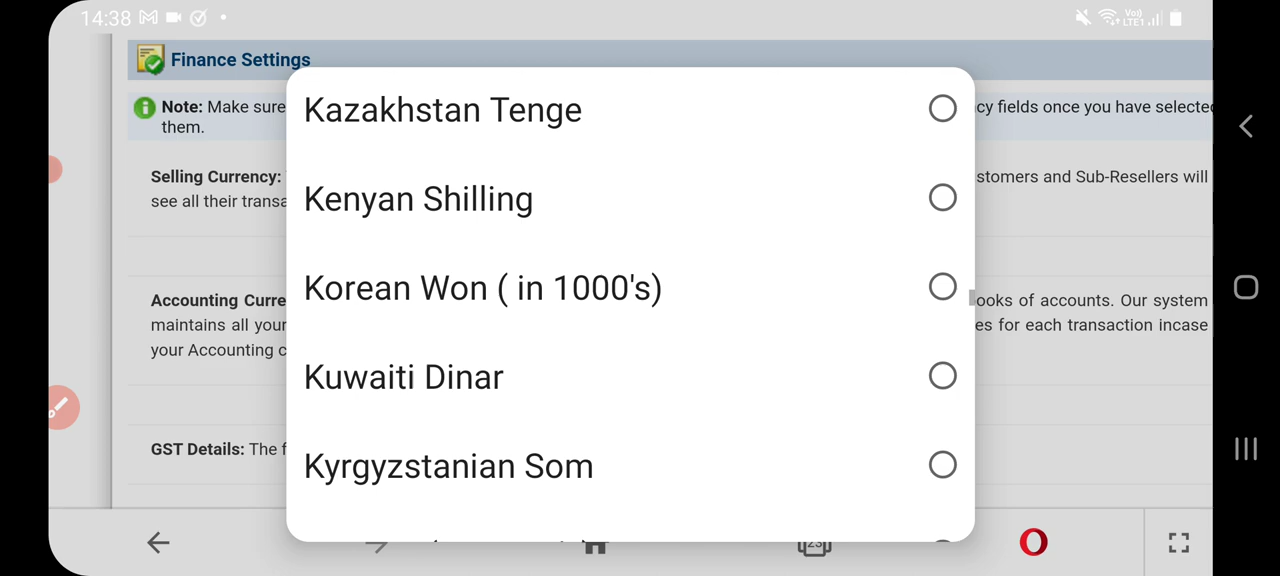 14:38
Vo)
LTE1
Finance Settings
Note: Make sure
cy fields once you have selected
them.
Selling Currency:
stomers and Sub-Resellers will
see all their transa
Accounting Curre
ooks of accounts. Our system
maintains all your
es for each transaction incase
your Accounting c
GST Details: The f
Kazakhstan Tenge
Kenyan Shilling
Korean Won ( in 1000's)
Kuwaiti Dinar
Kyrgyzstanian Som
23